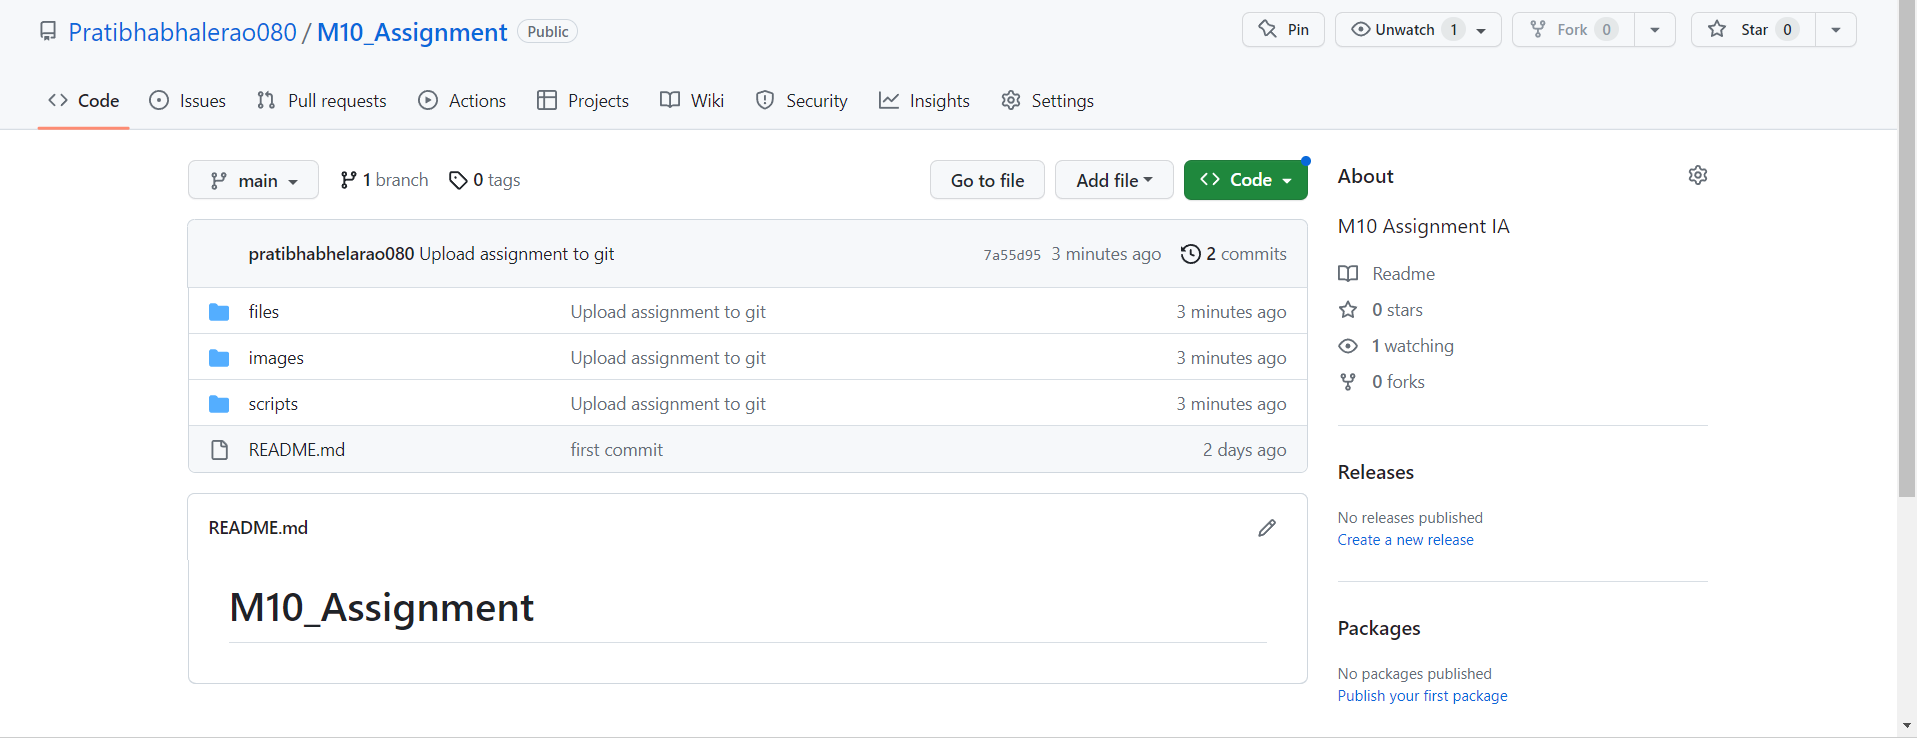 Pratibhabhalerao080 / M10_Assignment Public Pin Unwatch 1 Fork 0 Star 0
Code Issues Pull requests Actions Projects Wiki Security Insights Settings
main 1 branch 0 tags Go to file Add file Code
pratibhabhelarao080 Upload assignment to git 7a55d95 3 minutes ago 2 commits
files Upload assignment to git 3 minutes ago
images Upload assignment to git 3 minutes ago
scripts Upload assignment to git 3 minutes ago
README.md first commit 2 days ago
README.md
M10_Assignment
About
M10 Assignment IA
Readme
0 stars
1 watching
0 forks
Releases
No releases published
Create a new release
Packages
No packages published
Publish your first package